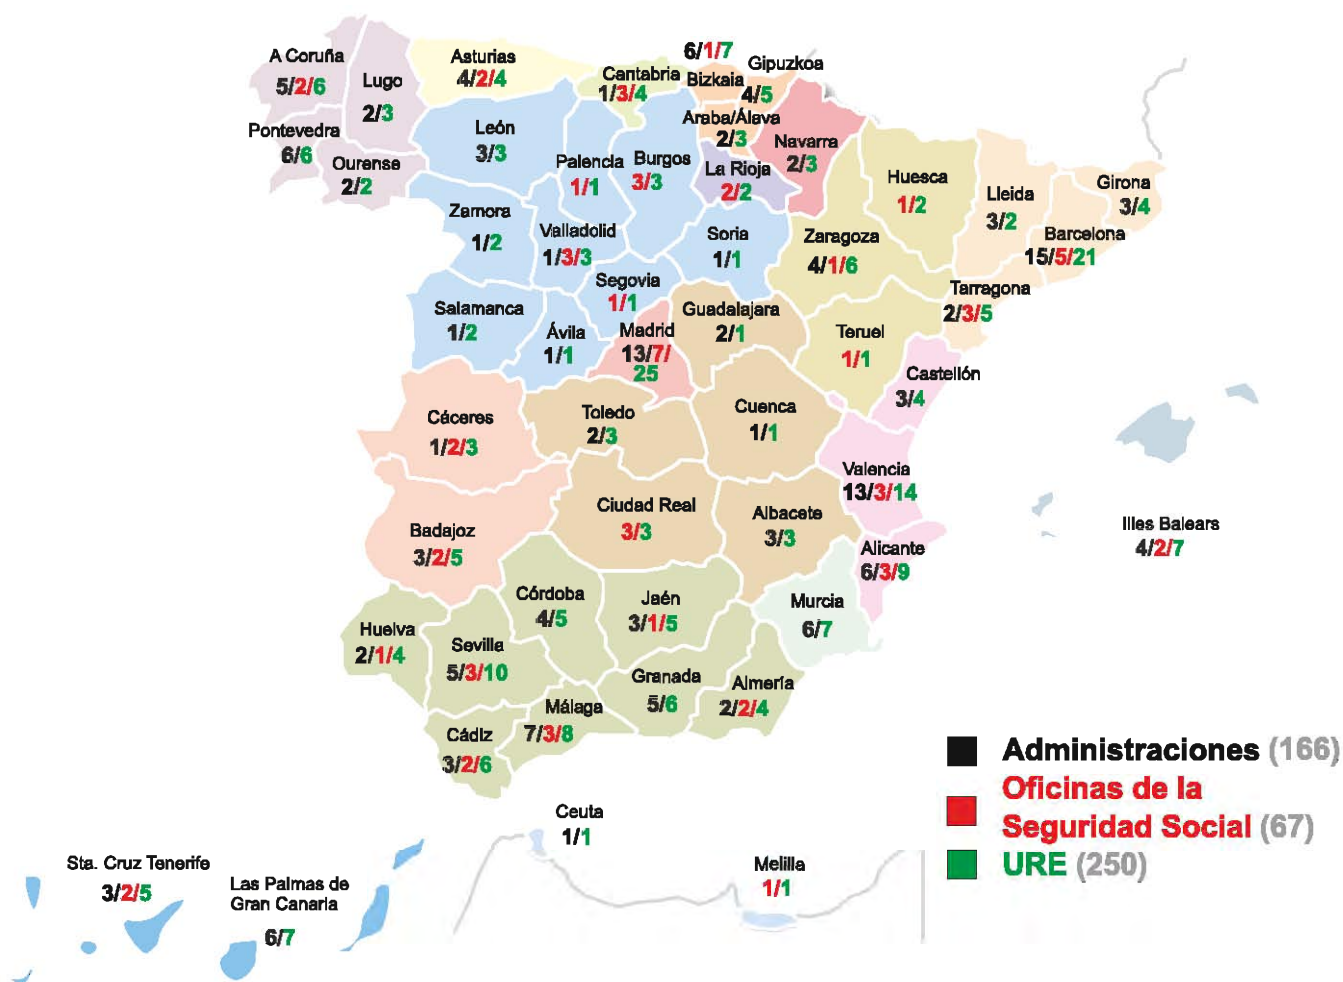 6/1/7
A Coruña
5/2/6
Lugo
2/3
Asturias
4/2/4
Cantabria
1/3/4
Bizkaia
Gipuzkoa
4/5
Araba/Álava
2/3
Navarra
2/3
Pontevedra
6/6
Ourense
2/2
León
3/3
Palencia
1/1
Burgos
3/3
La Rioja
2/2
Huesca
1/2
Lleida
3/2
Girona
3/4
Barcelona
15/5/21
Zamora
1/2
Valladolid
1/3/3
Soria
1/1
Zaragoza
4/1/6
Tarragona
2/3/5
Segovia
1/1
Salamanca
1/2
Ávila
1/1
Madrid
13/7/
25
Guadalajara
2/1
Teruel
1/1
Castellón
3/4
Cáceres
1/2/3
Toledo
2/3
Cuenca
1/1
Valencia
13/3/14
Badajoz
3/2/5
Ciudad Real
3/3
Albacete
3/3
Alicante
6/3/9
Illes Balears
4/2/7
Huelva
2/1/4
Sevilla
5/3/10
Córdoba
4/5
Jaén
3/1/5
Murcia
6/7
Granada
5/6
Almería
2/2/4
Málaga
7/3/8
Cádiz
3/2/6
Ceuta
1/1
Melilla
1/1
Sta. Cruz Tenerife
3/2/5
Las Palmas de
Gran Canaria
6/7
Administraciones (166)
Oficinas de la
Seguridad Social (67)
URE (250)